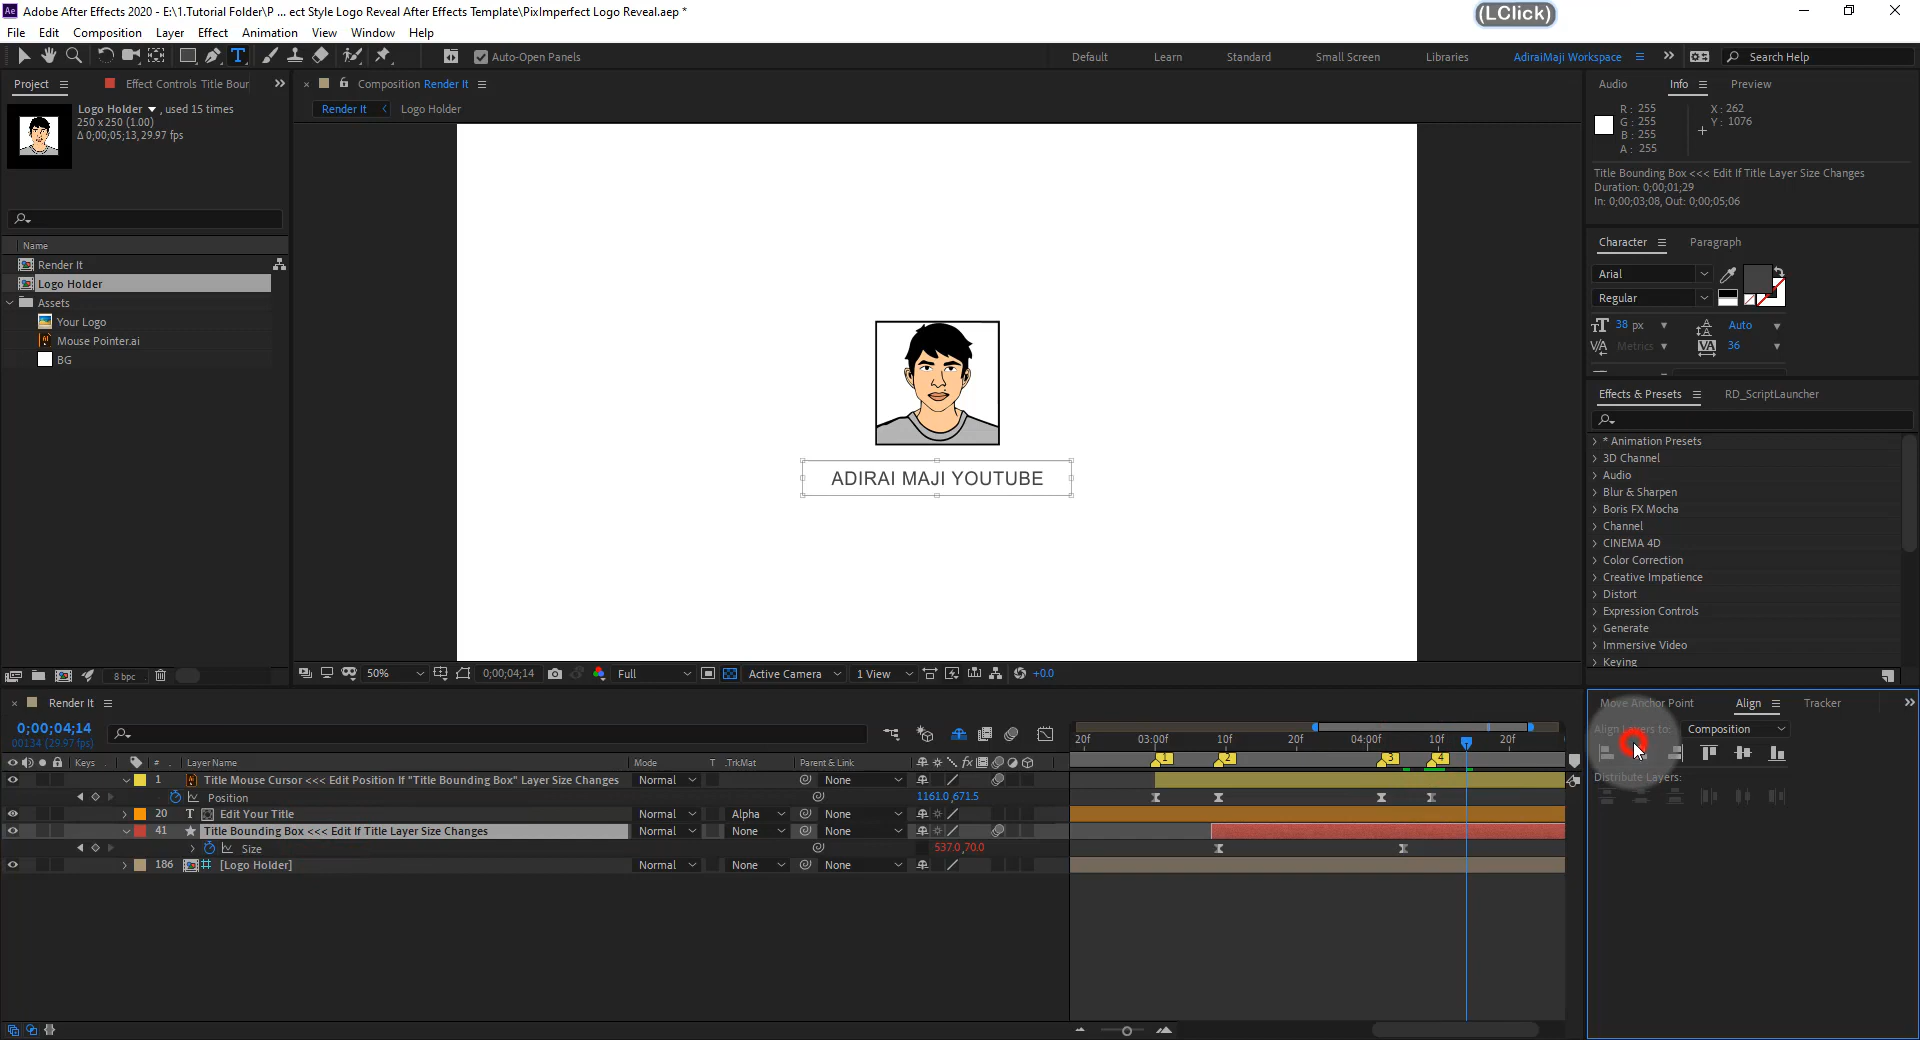 Adobe After Effects 2020 - E:\1.Tutorial Folder\P ... ect Style Logo Reveal After Effects Template\PixImperfect Logo Reveal.aep *
(LClick)
File Edit Composition Layer Effect Animation View Window Help
Auto-Open Panels
Default Learn Standard Small Screen Libraries AdiraiMaji Workspace Search Help
Project Effect Controls Title Bour
Composition Render It
Audio Info Preview
Logo Holder , used 15 times
250 x 250 (1.00)
Δ 0;00;05;13, 29.97 fps
Render It Logo Holder
R : 255
G : 255
B : 255
A : 255
X : 262
Y : 1076
Title Bounding Box <<< Edit If Title Layer Size Changes
Duration: 0;00;01;29
In: 0;00;03;08, Out: 0;00;05;06
Name
Render It
Logo Holder
Assets
Your Logo
Mouse Pointer.ai
BG
ADIRAI MAJI YOUTUBE
Character Paragraph
Arial
Regular
38 px Auto
Metrics 36
Effects & Presets RD_ScriptLauncher
* Animation Presets
3D Channel
Audio
Blur & Sharpen
Boris FX Mocha
Channel
CINEMA 4D
Color Correction
Creative Impatience
Distort
Expression Controls
Generate
Immersive Video
Keying
8 bpc
50% 0;00;04;14 Full Active Camera 1 View +0.0
Render It
0;00;04;14
00134 (29.97 fps)
20f 03:00f 10f 20f 04:00f 10f 20f
1 2 3 4
Keys # Layer Name Mode T .TrkMat Parent & Link
1 Title Mouse Cursor <<< Edit Position If "Title Bounding Box" Layer Size Changes Normal None
Position 1161.0,671.5
20 Edit Your Title Normal Alpha None
41 Title Bounding Box <<< Edit If Title Layer Size Changes Normal None None
Size 537.0,70.0
186 [Logo Holder] Normal None None
Move Anchor Point Align Tracker
Align Layers to: Composition
Distribute Layers: